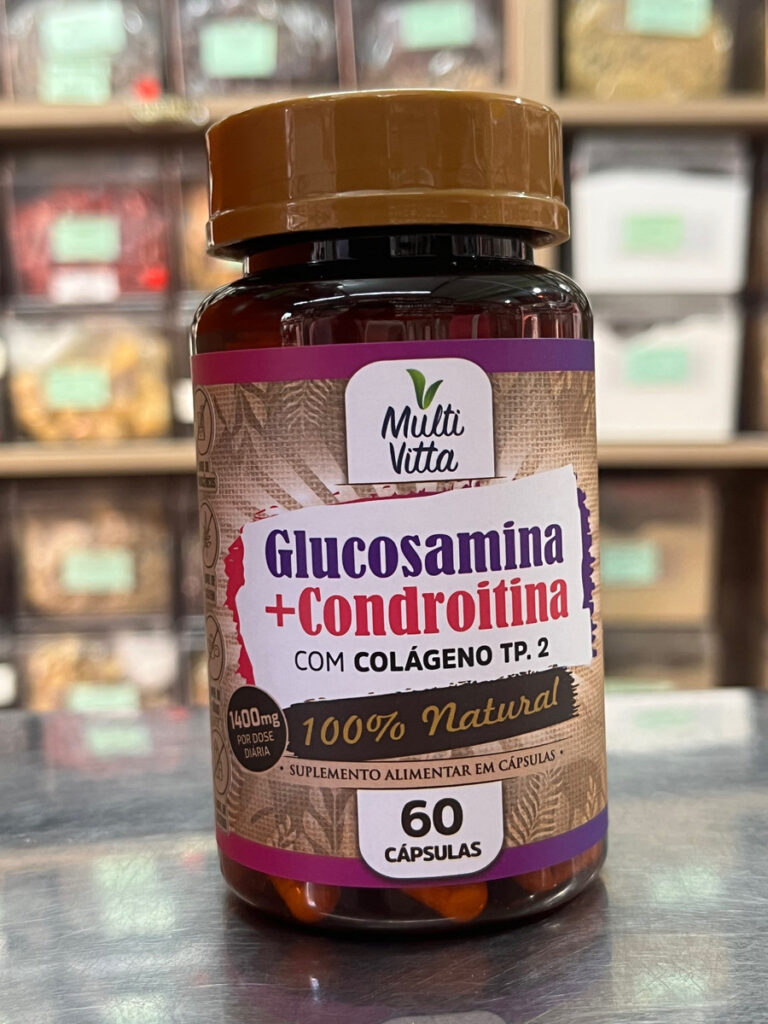 Multi
Vitta
Glucosamina
+Condroitina
COM COLÁGENO TP. 2
1400mg
POR DOSE
DIÁRIA
100% Natural
• SUPLEMENTO ALIMENTAR EM CÁPSULAS •
60
CÁPSULAS